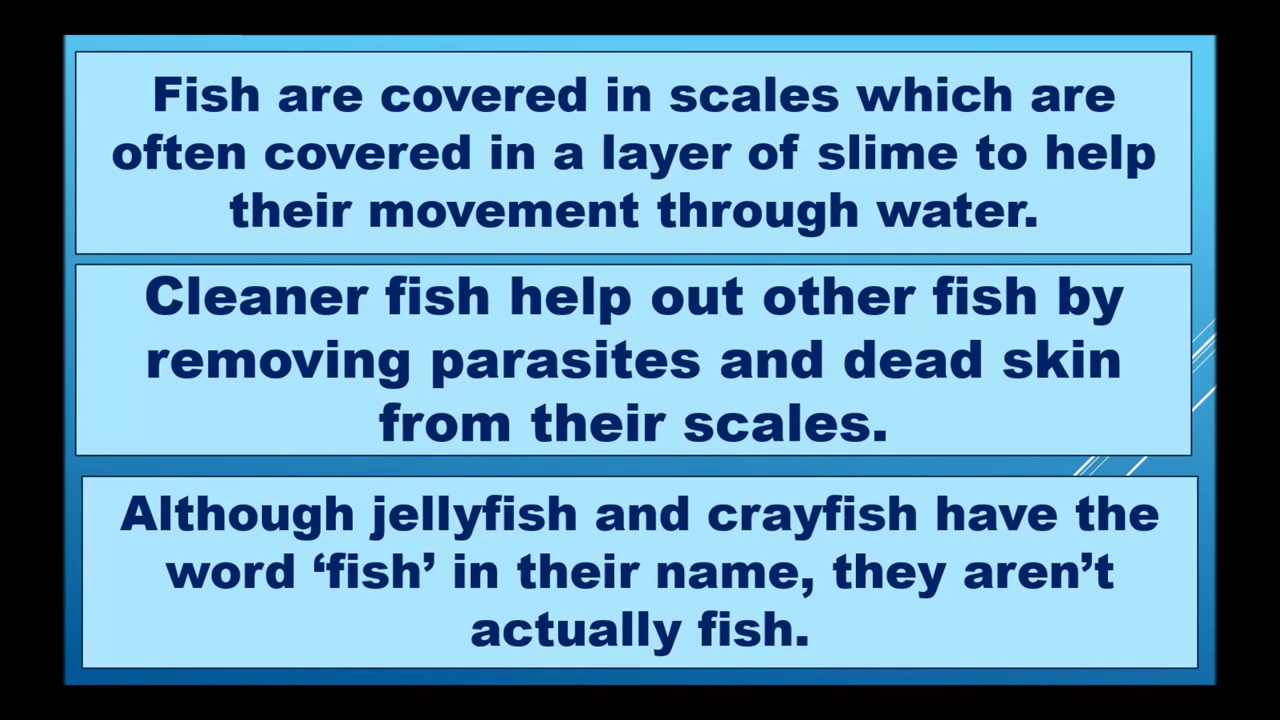 Fish are covered in scales which are
often covered in a layer of slime to help
their movement through water.
Cleaner fish help out other fish by
removing parasites and dead skin
from their scales.
Although jellyfish and crayfish have the
word ‘fish’ in their name, they aren’t
actually fish.